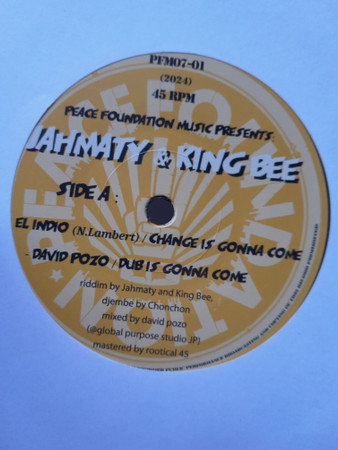 PFM07-01
(2024)
45 RPM
PEACE FOUNDATION MUSIC PRESENTS:
JAHMATY & KING BEE
SIDE A :
EL INDIO (N.Lambert) / CHANGE IS GONNA COME
- DAVID POZO / DUB IS GONNA COME
riddim by Jahmaty and King Bee,
djembe by Chonchon
mixed by david pozo
(@global purpose studio JP)
mastered by rootical 45
PEACE FOUNDATION